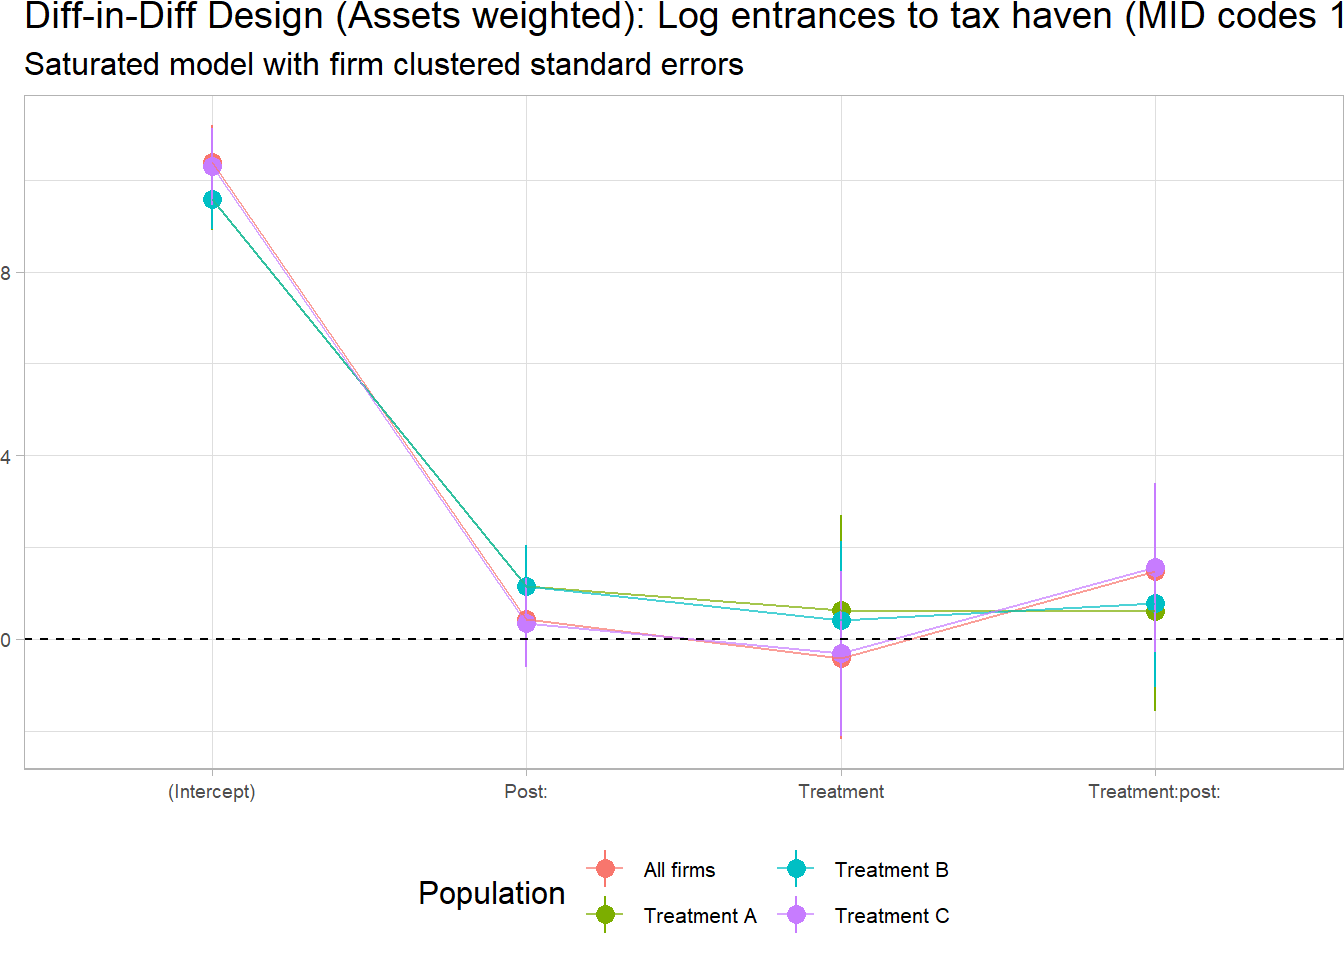 Diff-in-Diff Design (Assets weighted): Log entrances to tax haven (MID codes 1
Saturated model with firm clustered standard errors
8
4
0
(Intercept)
Post:
Treatment
Treatment:post:
Population
All firms
Treatment A
Treatment B
Treatment C